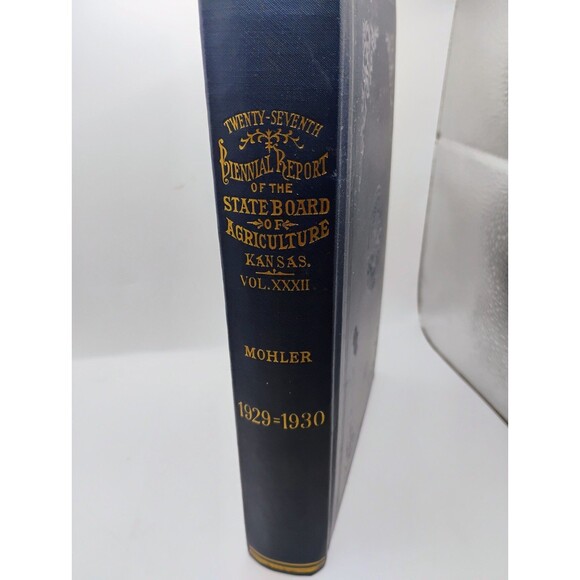 TWENTY-SEVENTH
BIENNIAL REPORT
OF THE
STATE BOARD
OF
AGRICULTURE
KANSAS.
VOL. XXXII
MOHLER
1929=1930